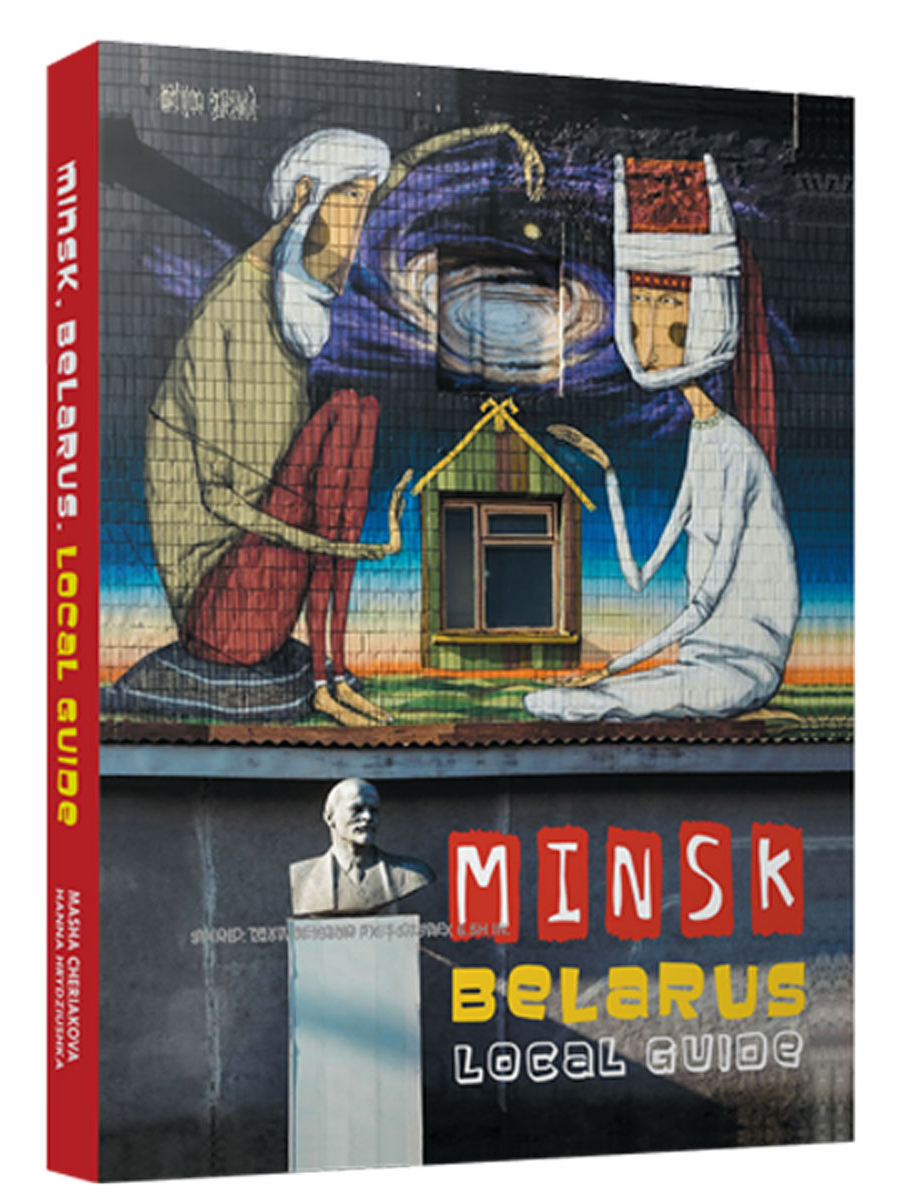 MINSK, BELARUS. LOCAL GUIDE
MASHA CHERIAKOVA
HANNA HRYDZIUSHKA
MINSK
BELARUS
LOCAL GUIDE